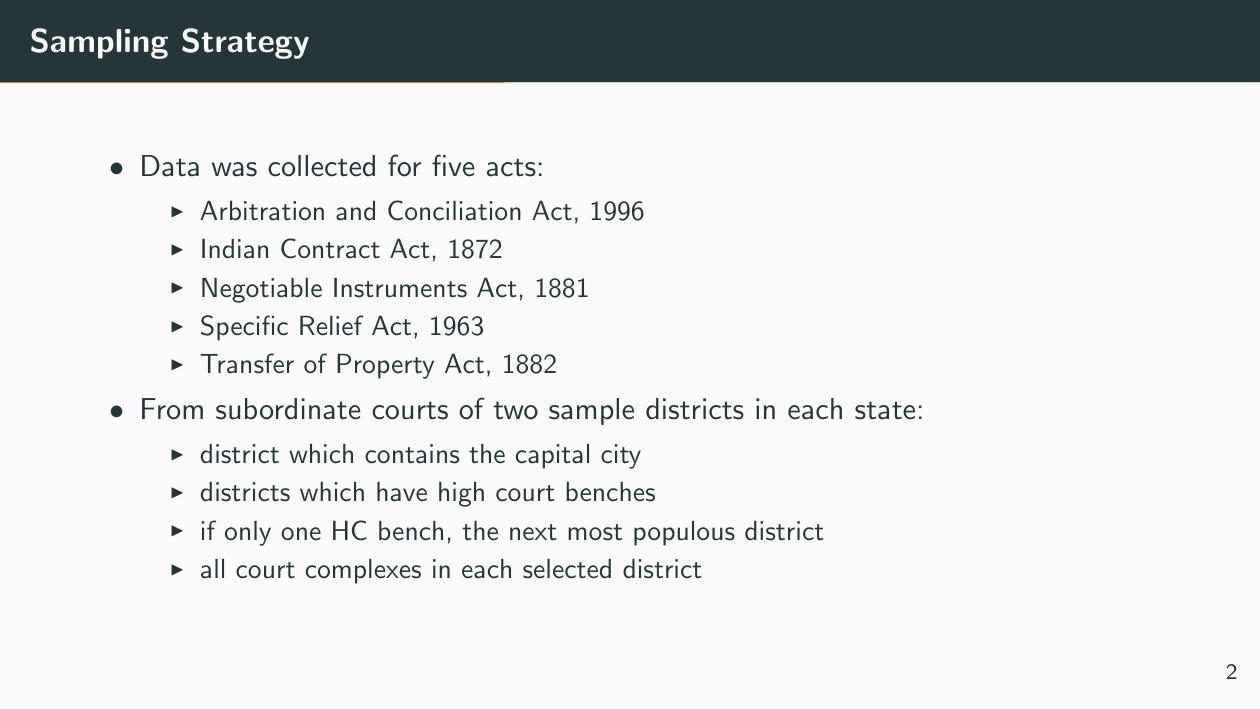 Sampling Strategy
• Data was collected for five acts:
▶ Arbitration and Conciliation Act, 1996
▶ Indian Contract Act, 1872
▶ Negotiable Instruments Act, 1881
▶ Specific Relief Act, 1963
▶ Transfer of Property Act, 1882
• From subordinate courts of two sample districts in each state:
▶ district which contains the capital city
▶ districts which have high court benches
▶ if only one HC bench, the next most populous district
▶ all court complexes in each selected district
2